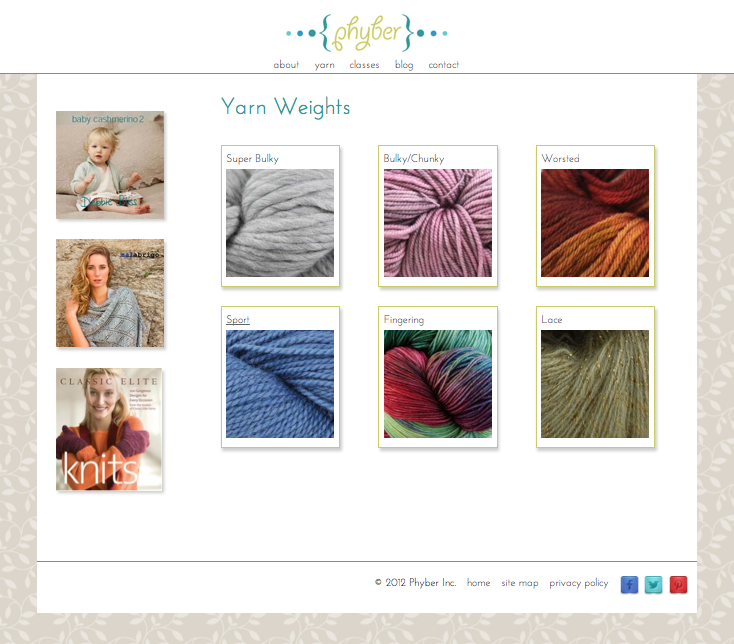 {phyber}
about yarn classes blog contact
baby cashmerino 2
Debbie Bliss
malabrigo
CLASSIC ELITE
knits
Yarn Weights
Super Bulky Bulky/Chunky Worsted
Sport Fingering Lace
© 2012 Phyber Inc. home site map privacy policy